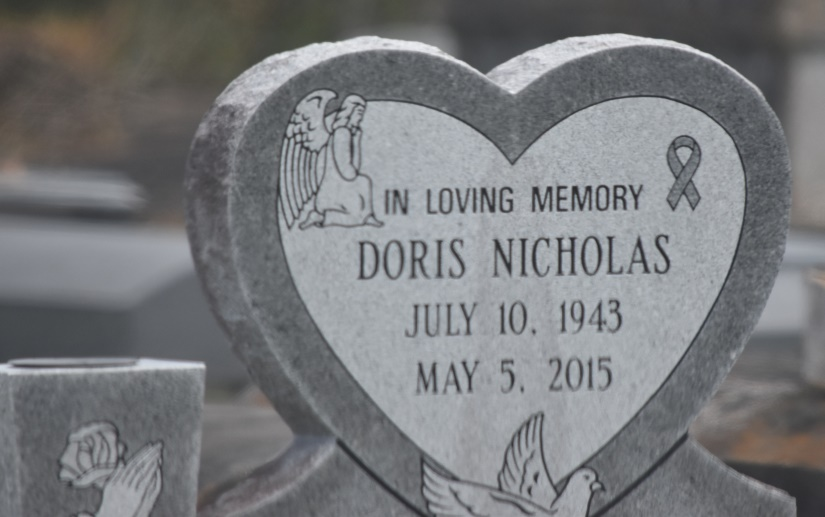 IN LOVING MEMORY
DORIS NICHOLAS
JULY 10, 1943
MAY 5, 2015